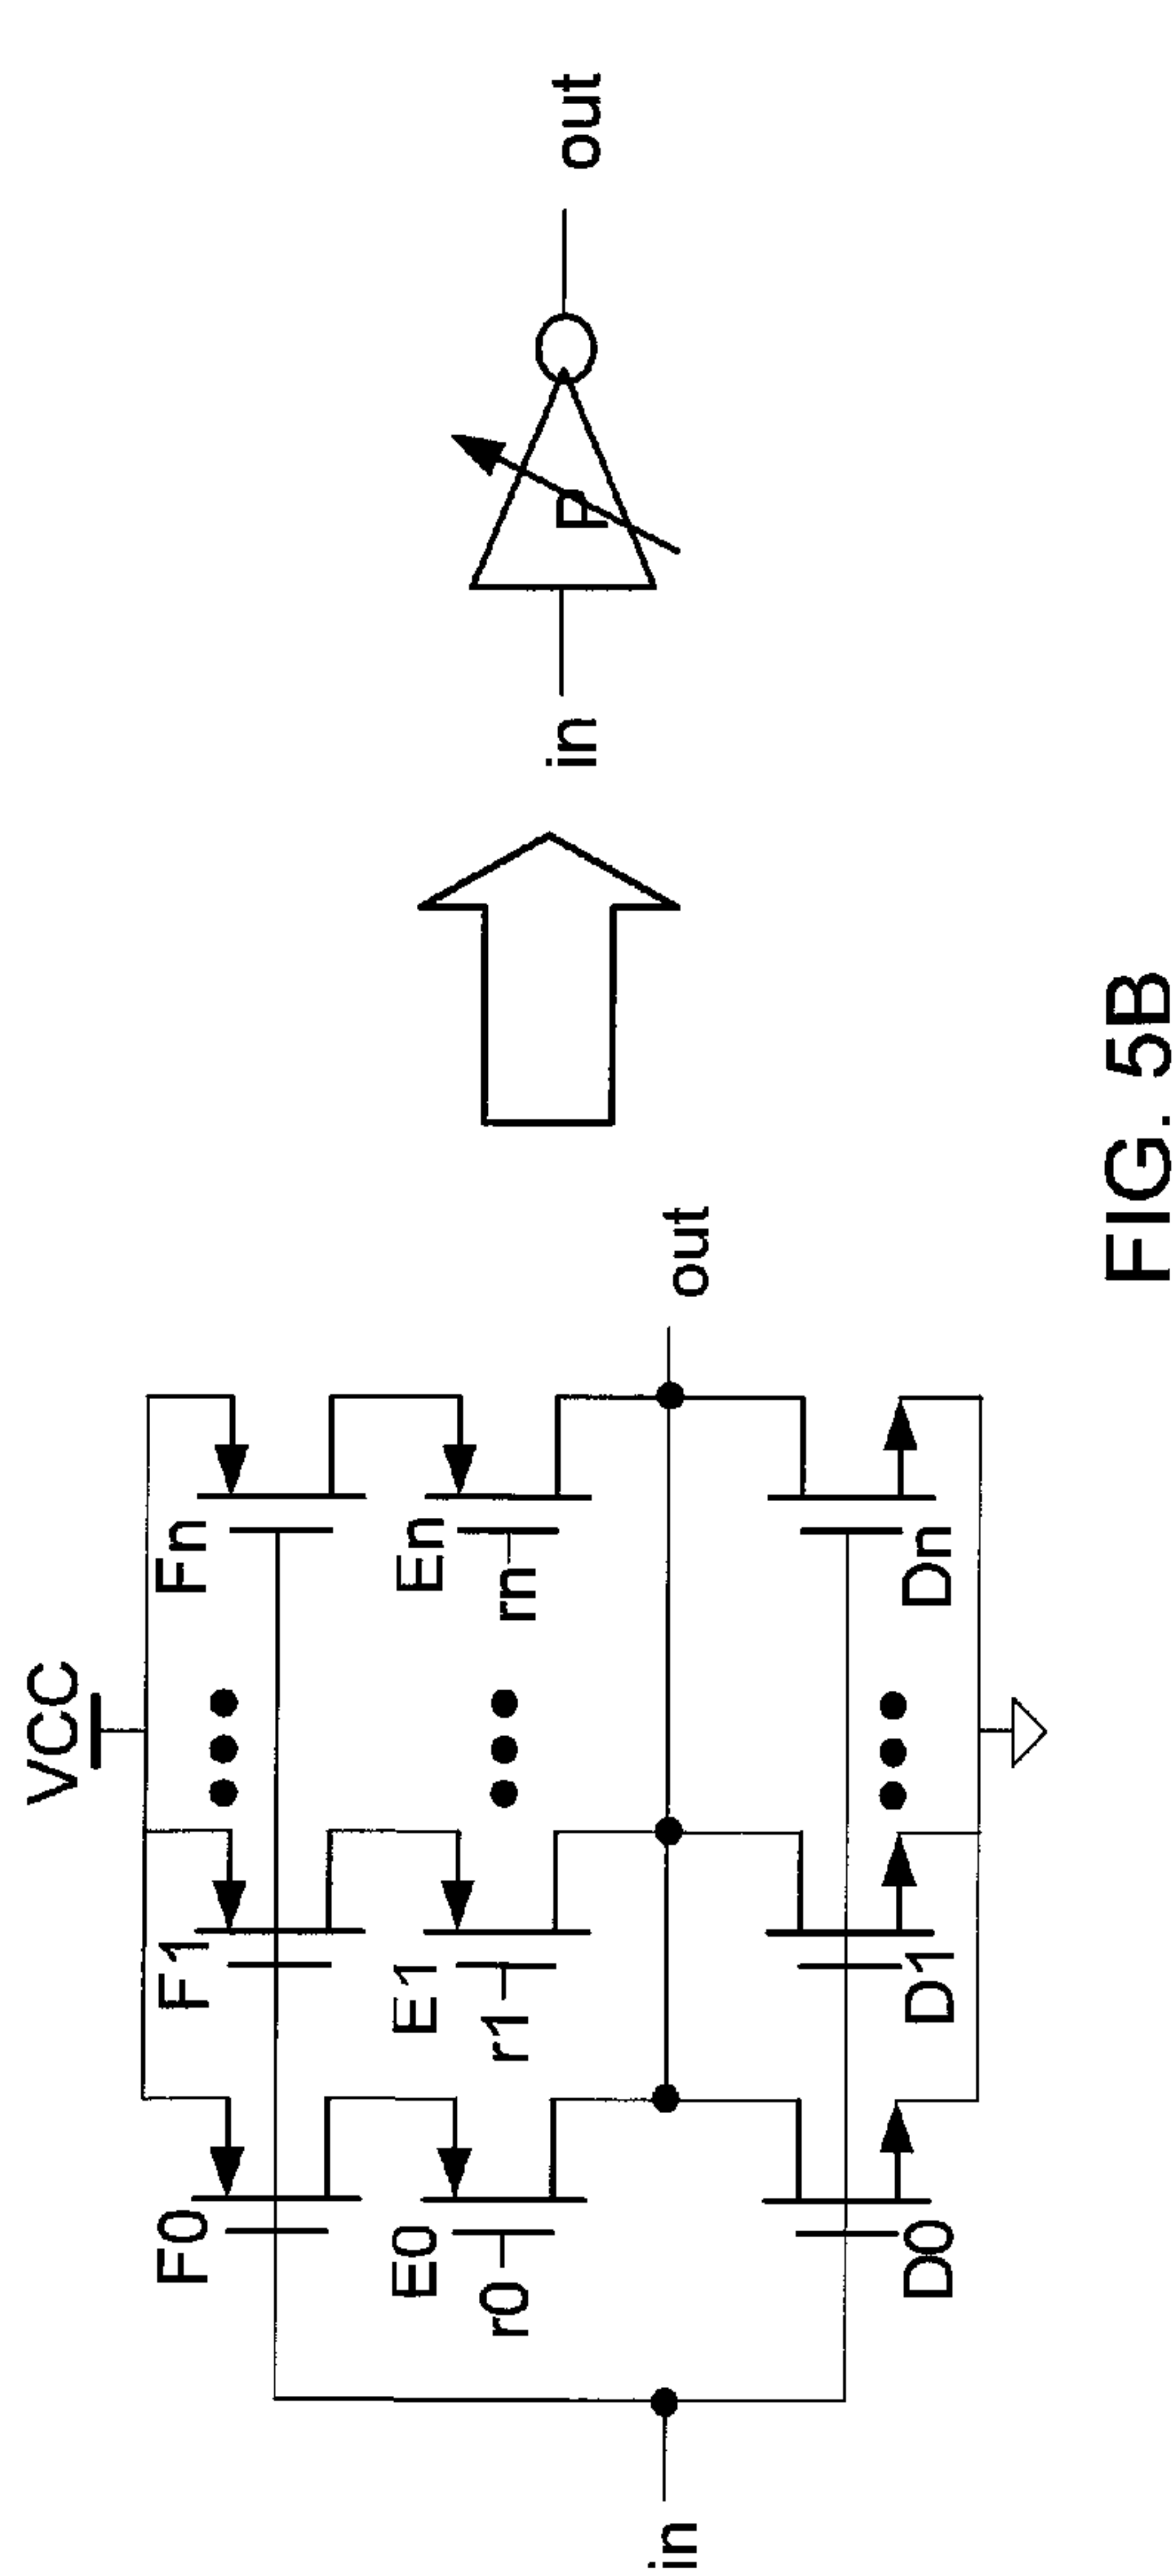 VCC
F0
F1
Fn
E0
E1
En
r0
r1
rn
in
out
D0
D1
Dn
in
P
out
FIG. 5B